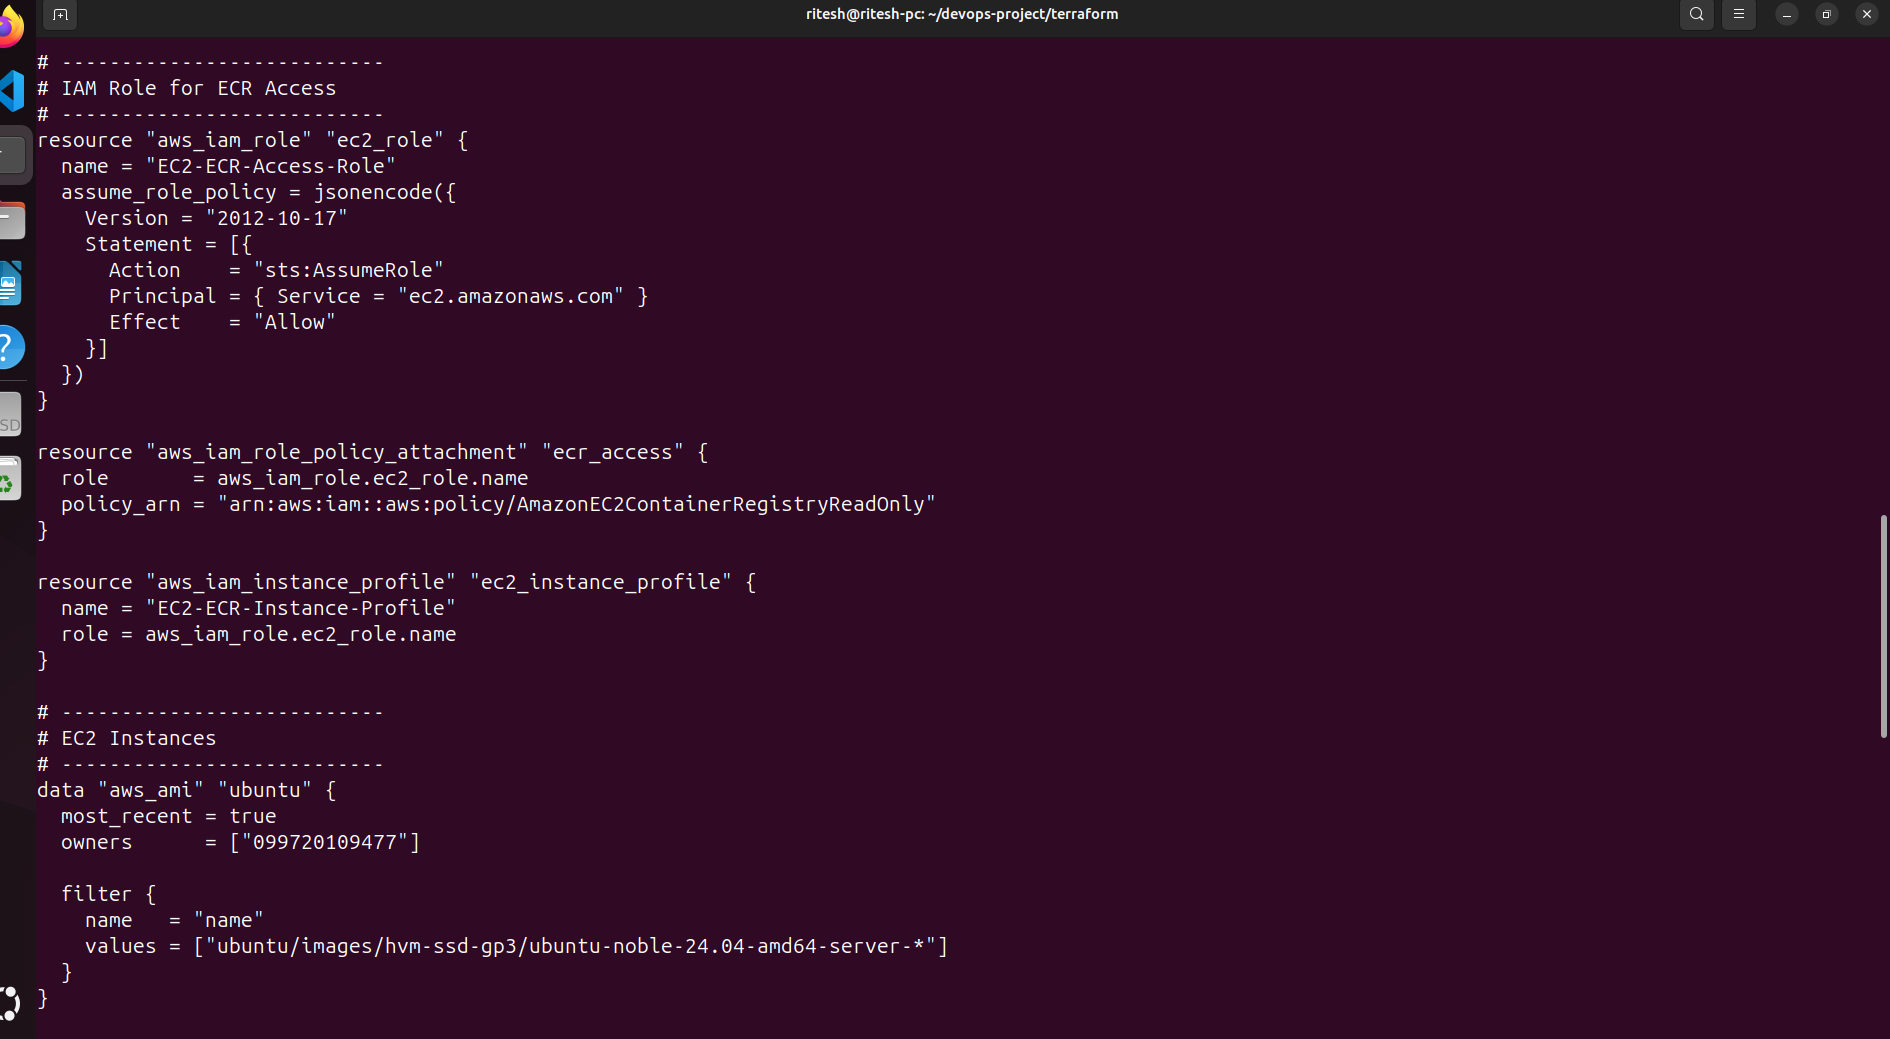 ritesh@ritesh-pc: ~/devops-project/terraform
# ---------------------------
# IAM Role for ECR Access
# ---------------------------
resource "aws_iam_role" "ec2_role" {
  name = "EC2-ECR-Access-Role"
  assume_role_policy = jsonencode({
    Version = "2012-10-17"
    Statement = [{
      Action    = "sts:AssumeRole"
      Principal = { Service = "ec2.amazonaws.com" }
      Effect    = "Allow"
    }]
  })
}

resource "aws_iam_role_policy_attachment" "ecr_access" {
  role       = aws_iam_role.ec2_role.name
  policy_arn = "arn:aws:iam::aws:policy/AmazonEC2ContainerRegistryReadOnly"
}

resource "aws_iam_instance_profile" "ec2_instance_profile" {
  name = "EC2-ECR-Instance-Profile"
  role = aws_iam_role.ec2_role.name
}

# ---------------------------
# EC2 Instances
# ---------------------------
data "aws_ami" "ubuntu" {
  most_recent = true
  owners      = ["099720109477"]

  filter {
    name   = "name"
    values = ["ubuntu/images/hvm-ssd-gp3/ubuntu-noble-24.04-amd64-server-*"]
  }
}
?
SD